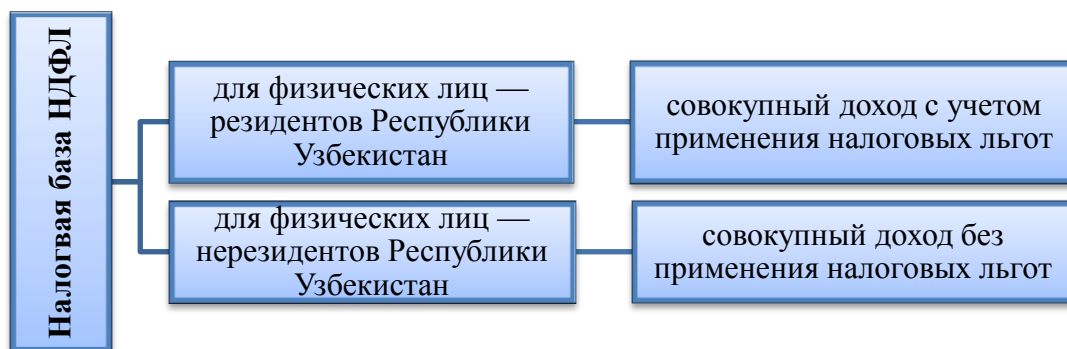 Налогвая база НДФЛ
для физических лиц —
резидентов Республики
Узбекистан
совокупный доход с учетом
применения налоговых льгот
для физических лиц —
нерезидентов Республики
Узбекистан
совокупный доход без
применения налоговых льгот